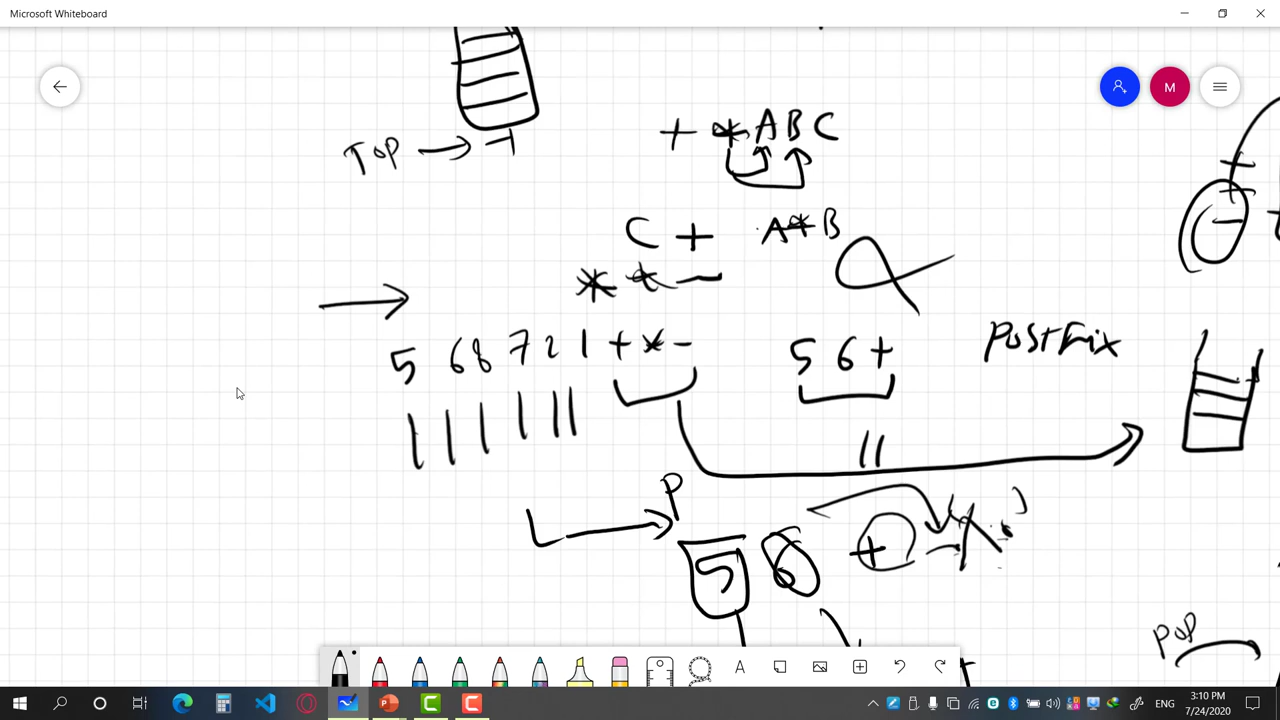 Microsoft Whiteboard
M
TOP → -1
+ * A B C
C + A * B
* * -
5 6 8 7 2 1 + * -
5 6 +
Postfix
P
5 6 +
POP
A
ENG
3:10 PM
7/24/2020